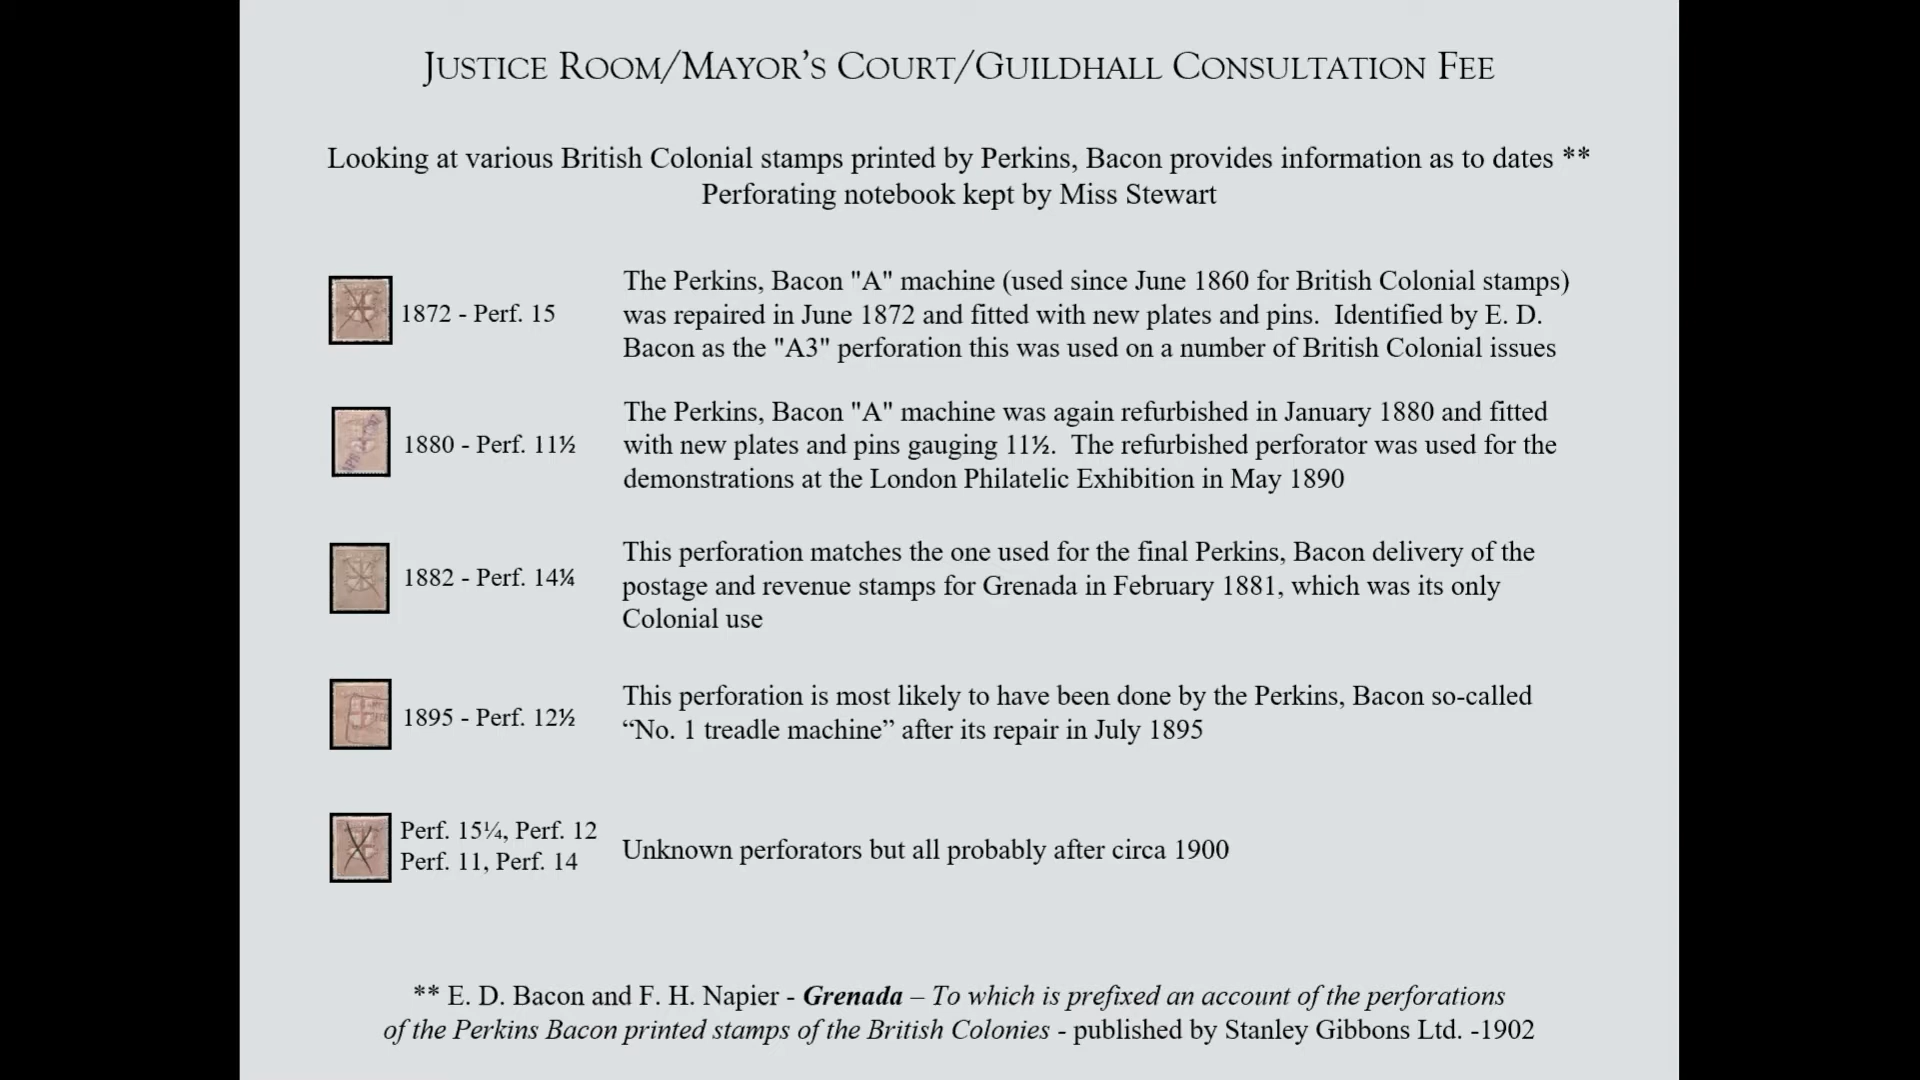 JUSTICE ROOM/MAYOR'S COURT/GUILDHALL CONSULTATION FEE
Looking at various British Colonial stamps printed by Perkins, Bacon provides information as to dates **
Perforating notebook kept by Miss Stewart
1872 - Perf. 15
The Perkins, Bacon "A" machine (used since June 1860 for British Colonial stamps)
was repaired in June 1872 and fitted with new plates and pins.  Identified by E. D.
Bacon as the "A3" perforation this was used on a number of British Colonial issues
1880 - Perf. 11½
The Perkins, Bacon "A" machine was again refurbished in January 1880 and fitted
with new plates and pins gauging 11½.  The refurbished perforator was used for the
demonstrations at the London Philatelic Exhibition in May 1890
1882 - Perf. 14¼
This perforation matches the one used for the final Perkins, Bacon delivery of the
postage and revenue stamps for Grenada in February 1881, which was its only
Colonial use
1895 - Perf. 12½
This perforation is most likely to have been done by the Perkins, Bacon so-called
“No. 1 treadle machine” after its repair in July 1895
Perf. 15¼, Perf. 12
Perf. 11, Perf. 14
Unknown perforators but all probably after circa 1900
** E. D. Bacon and F. H. Napier - Grenada – To which is prefixed an account of the perforations
of the Perkins Bacon printed stamps of the British Colonies - published by Stanley Gibbons Ltd. -1902